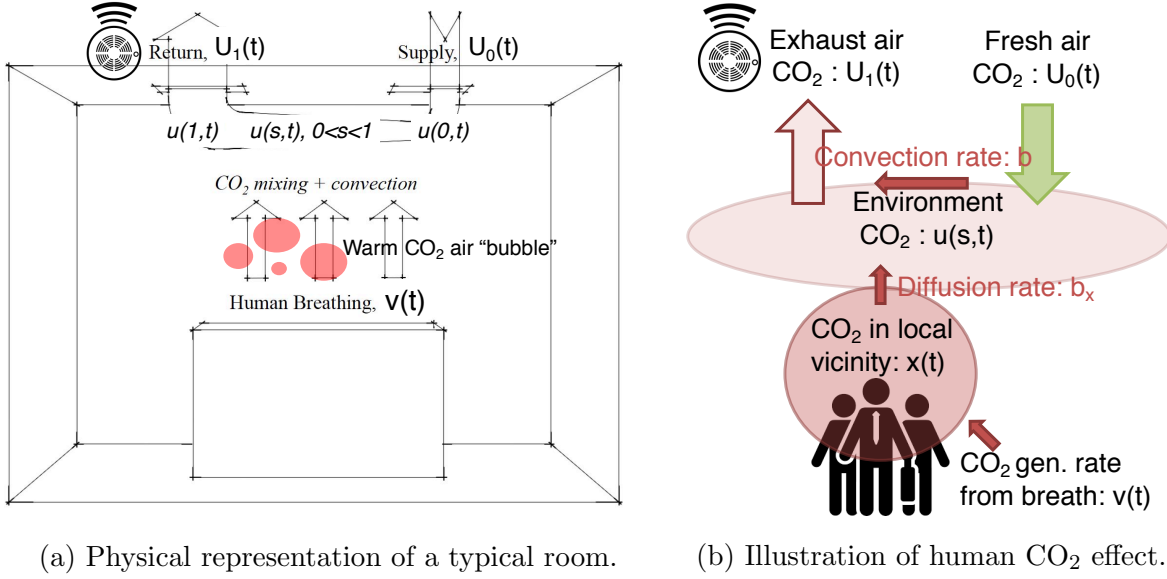 Return, U₁(t)
Supply, U₀(t)
u(1,t)
u(s,t), 0<s<1
u(0,t)
CO₂ mixing + convection
Warm CO₂ air “bubble”
Human Breathing, v(t)
(a) Physical representation of a typical room.
Exhaust air
CO₂ : U₁(t)
Fresh air
CO₂ : U₀(t)
Convection rate: b
Environment
CO₂ : u(s,t)
Diffusion rate: bₓ
CO₂ in local
vicinity: x(t)
CO₂ gen. rate
from breath: v(t)
(b) Illustration of human CO₂ effect.